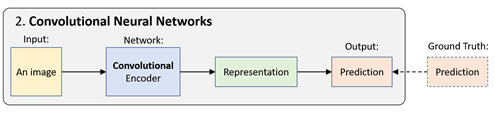 2. Convolutional Neural Networks
Input: Network: Output: Ground Truth:
An image
Convolutional
Encoder
Representation
Prediction
Prediction